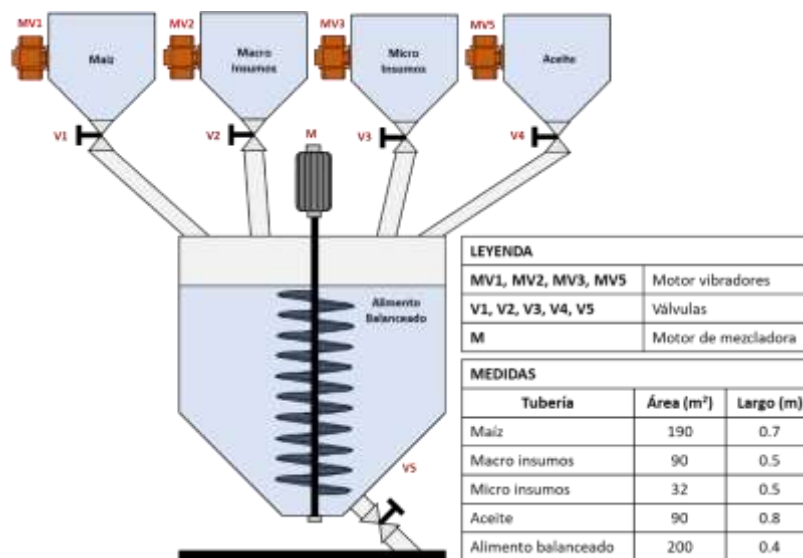 MV1
MV2
MV3
MV5
Maíz
Macro
Insumos
Micro
Insumos
Aceite
V1
V2
M
V3
V4
Alimento
Balanceado
V5
LEYENDA
MV1, MV2, MV3, MV5 Motor vibradores
V1, V2, V3, V4, V5 Válvulas
M Motor de mezcladora
MEDIDAS
Tubería Área (m²) Largo (m)
Maíz 190 0.7
Macro insumos 90 0.5
Micro insumos 32 0.5
Aceite 90 0.8
Alimento balanceado 200 0.4